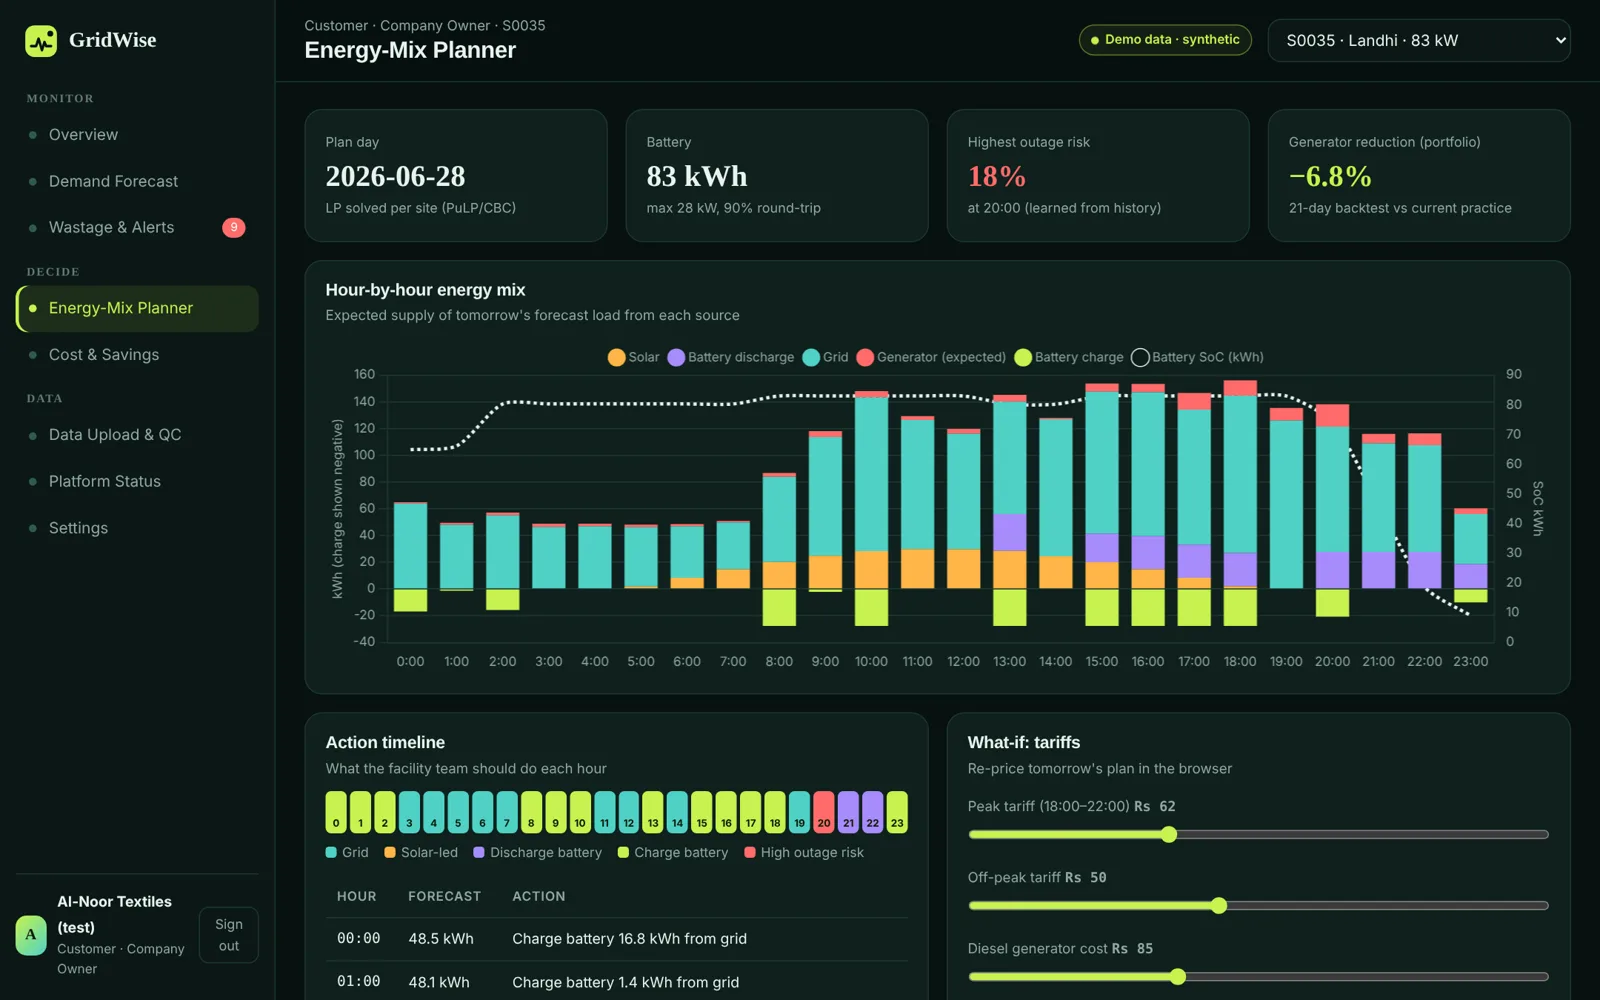 GridWise
MONITOR
Overview
Demand Forecast
Wastage & Alerts 9
DECIDE
Energy-Mix Planner
Cost & Savings
DATA
Data Upload & QC
Platform Status
Settings
A
Al-Noor Textiles
(test)
Customer · Company
Owner
Sign
out
Customer · Company Owner · S0035
Energy-Mix Planner
Demo data · synthetic
S0035 · Landhi · 83 kW
Plan day
2026-06-28
LP solved per site (PuLP/CBC)
Battery
83 kWh
max 28 kW, 90% round-trip
Highest outage risk
18%
at 20:00 (learned from history)
Generator reduction (portfolio)
−6.8%
21-day backtest vs current practice
Hour-by-hour energy mix
Expected supply of tomorrow's forecast load from each source
Solar Battery discharge Grid Generator (expected) Battery charge Battery SoC (kWh)
kWh (charge shown negative)
160
140
120
100
80
60
40
20
0
-20
-40
90
80
70
60
50
40
30
20
10
0
SoC kWh
0:00 1:00 2:00 3:00 4:00 5:00 6:00 7:00 8:00 9:00 10:00 11:00 12:00 13:00 14:00 15:00 16:00 17:00 18:00 19:00 20:00 21:00 22:00 23:00
Action timeline
What the facility team should do each hour
0 1 2 3 4 5 6 7 8 9 10 11 12 13 14 15 16 17 18 19 20 21 22 23
Grid Solar-led Discharge battery Charge battery High outage risk
HOUR FORECAST ACTION
00:00 48.5 kWh Charge battery 16.8 kWh from grid
01:00 48.1 kWh Charge battery 1.4 kWh from grid
What-if: tariffs
Re-price tomorrow's plan in the browser
Peak tariff (18:00–22:00) Rs 62
Off-peak tariff Rs 50
Diesel generator cost Rs 85